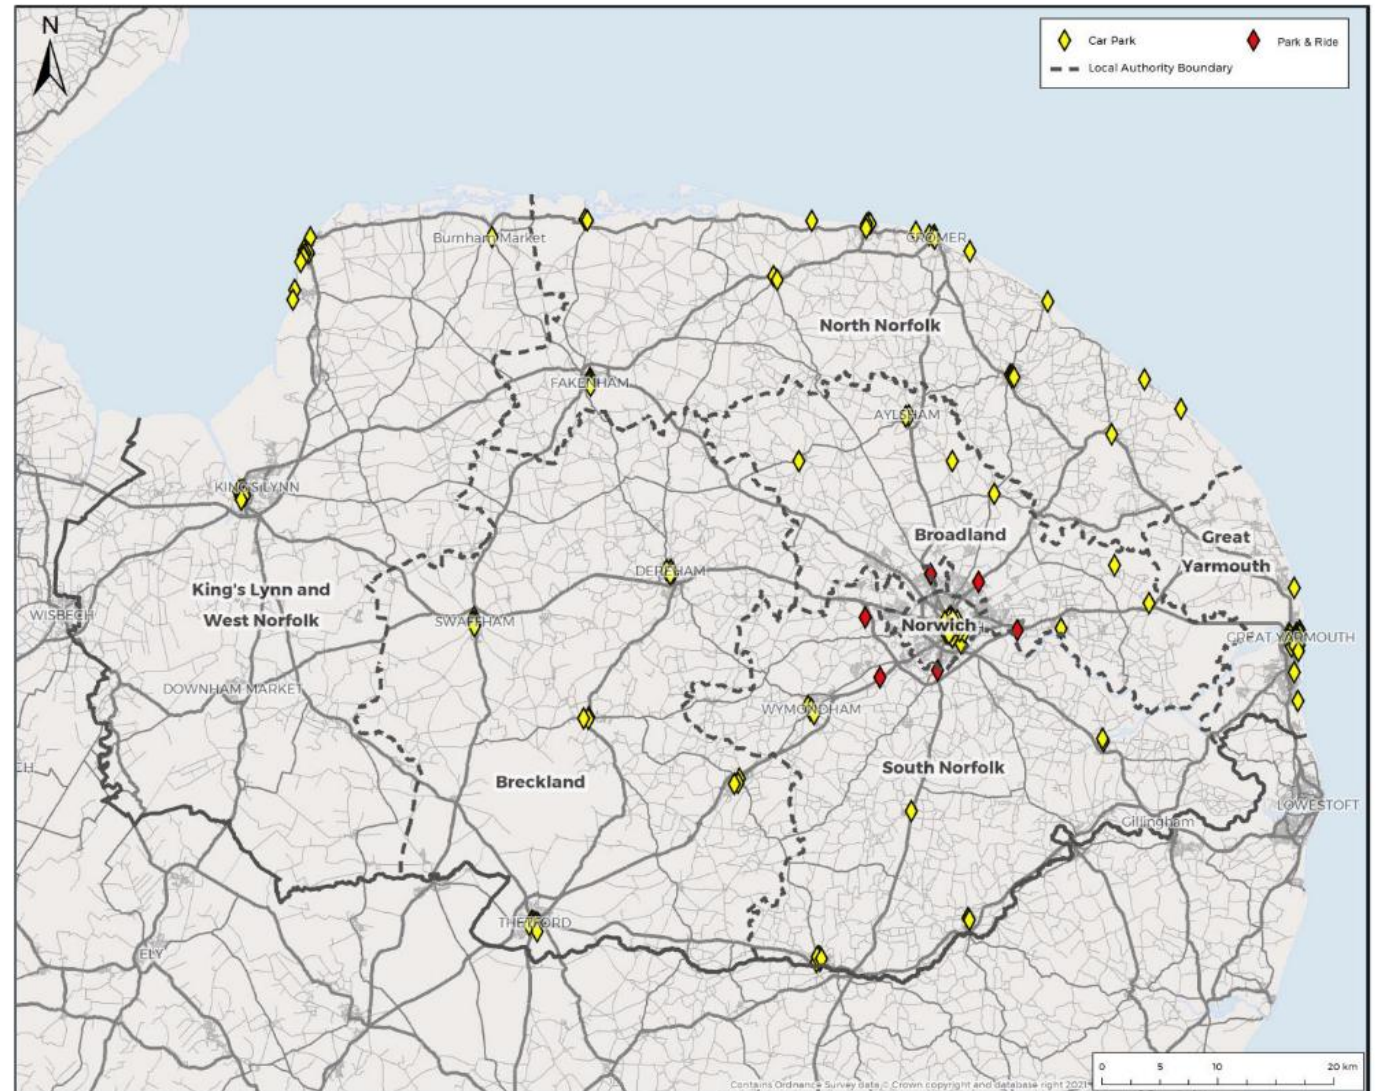 N
Car Park
Park & Ride
Local Authority Boundary
Burnham Market
CROMER
North Norfolk
FAKENHAM
AYLSHAM
KING'S LYNN
Broadland
Great
Yarmouth
DEREHAM
King's Lynn and
West Norfolk
WISBECH
SWAFFHAM
Norwich
GREAT YARMOUTH
DOWNHAM MARKET
WYMONDHAM
CH
Breckland
South Norfolk
LOWESTOFT
Gillingham
THETFORD
ELY
0 5 10 20 km
Contains Ordnance Survey data © Crown copyright and database right 2021